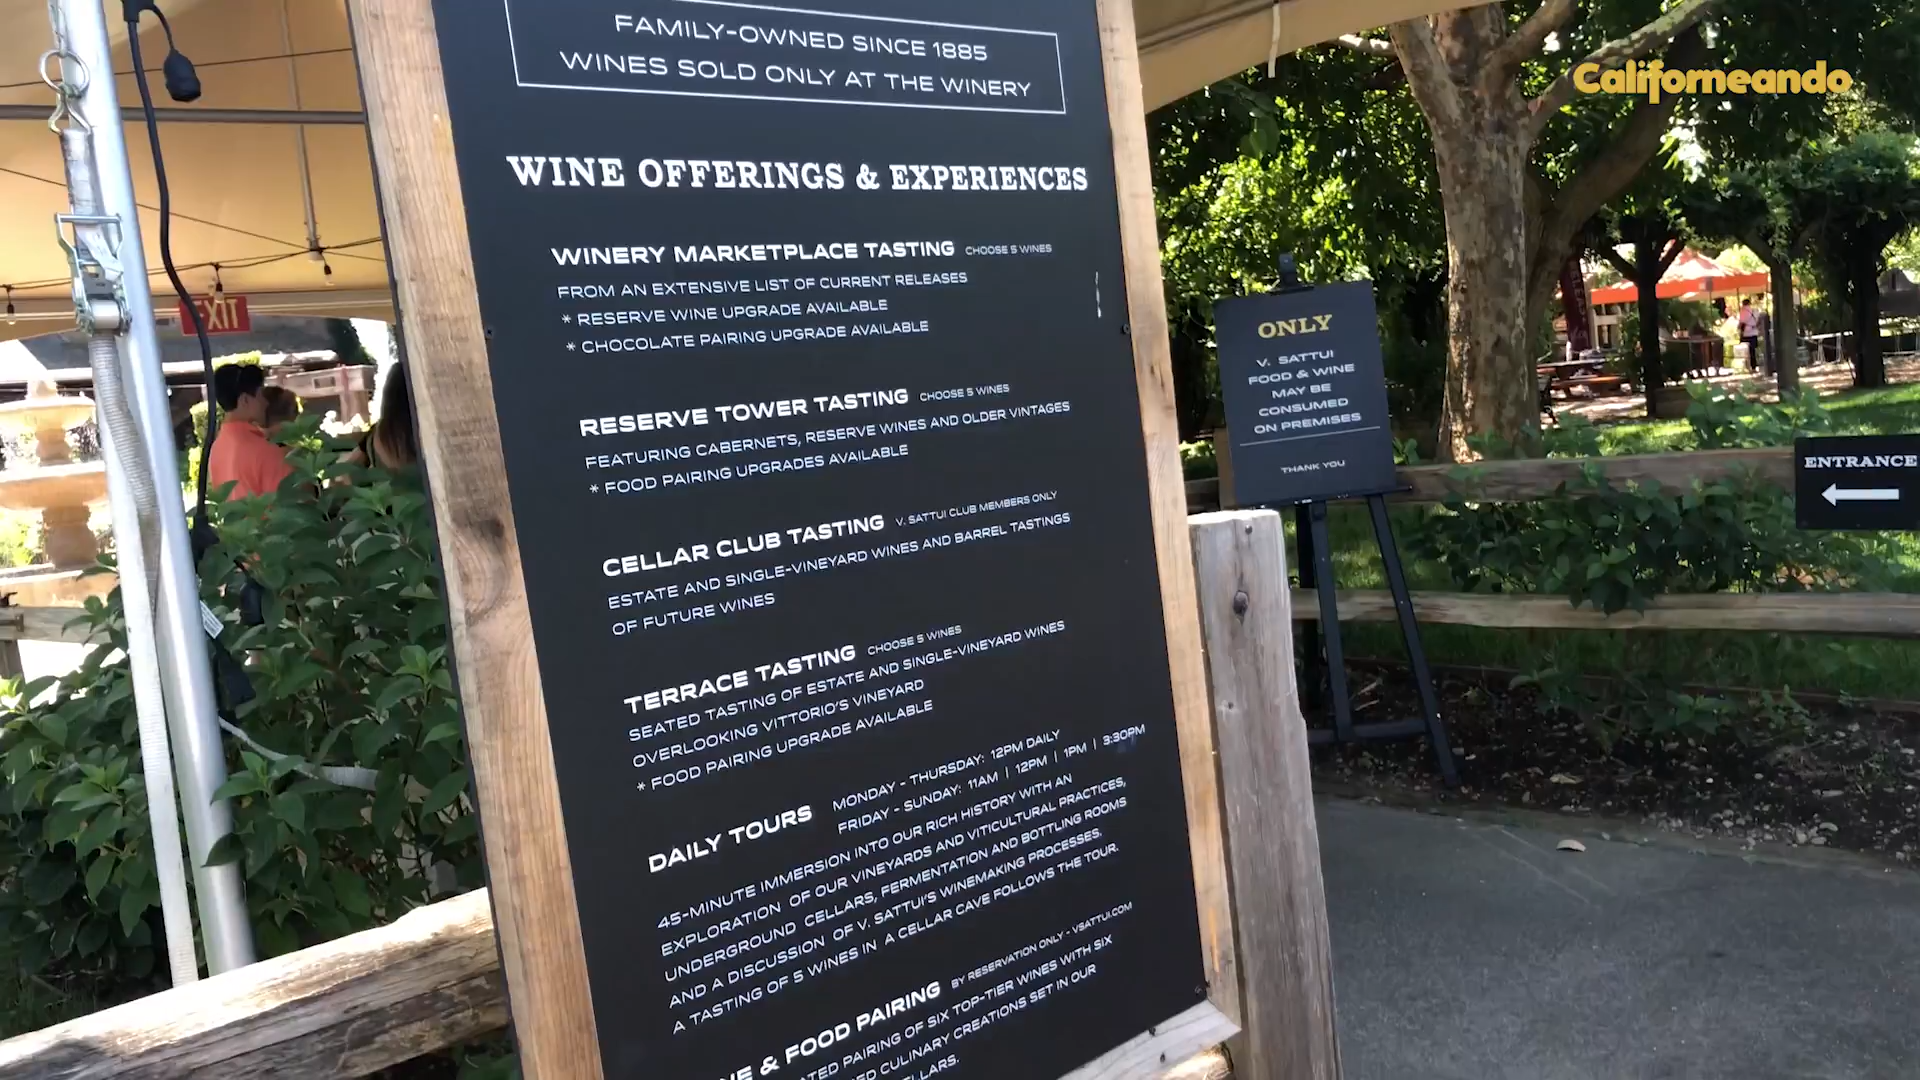 Californeando
FAMILY-OWNED SINCE 1885
WINES SOLD ONLY AT THE WINERY
WINE OFFERINGS & EXPERIENCES
WINERY MARKETPLACE TASTING CHOOSE 5 WINES
FROM AN EXTENSIVE LIST OF CURRENT RELEASES
* RESERVE WINE UPGRADE AVAILABLE
* CHOCOLATE PAIRING UPGRADE AVAILABLE
RESERVE TOWER TASTING CHOOSE 5 WINES
FEATURING CABERNETS, RESERVE WINES AND OLDER VINTAGES
* FOOD PAIRING UPGRADES AVAILABLE
CELLAR CLUB TASTING V. SATTUI CLUB MEMBERS ONLY
ESTATE AND SINGLE-VINEYARD WINES AND BARREL TASTINGS
OF FUTURE WINES
TERRACE TASTING CHOOSE 5 WINES
SEATED TASTING OF ESTATE AND SINGLE-VINEYARD WINES
OVERLOOKING VITTORIO'S VINEYARD
* FOOD PAIRING UPGRADE AVAILABLE
DAILY TOURS MONDAY - THURSDAY: 12PM DAILY
FRIDAY - SUNDAY: 11AM | 12PM | 1PM | 3:30PM
45-MINUTE IMMERSION INTO OUR RICH HISTORY WITH AN
EXPLORATION OF OUR VINEYARDS AND VITICULTURAL PRACTICES,
UNDERGROUND CELLARS, FERMENTATION AND BOTTLING ROOMS
AND A DISCUSSION OF V. SATTUI'S WINEMAKING PROCESSES.
A TASTING OF 5 WINES IN A CELLAR CAVE FOLLOWS THE TOUR.
& FOOD PAIRING BY RESERVATION ONLY - VSATTUI.COM
PAIRING OF SIX TOP-TIER WINES WITH SIX
CULINARY CREATIONS SET IN OUR
EXIT
ONLY
V. SATTUI
FOOD & WINE
MAY BE
CONSUMED
ON PREMISES
THANK YOU
ENTRANCE